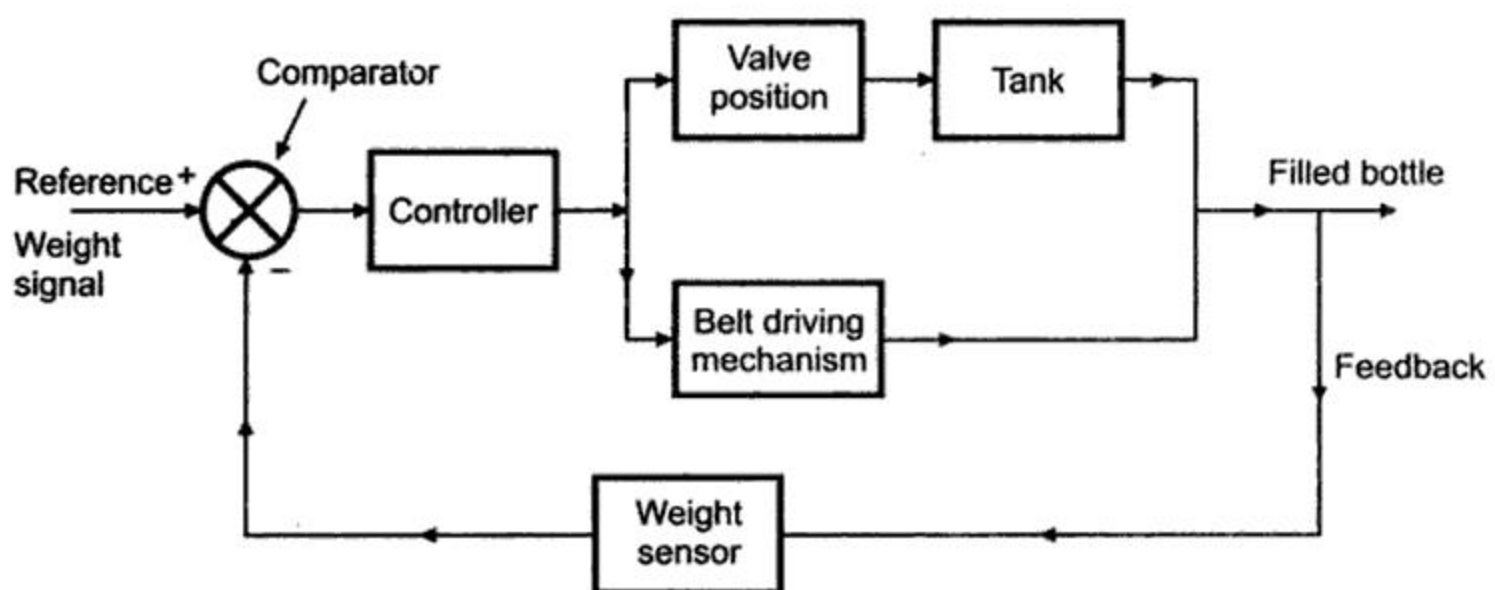 Comparator
Reference
+
Weight
signal
−
Controller
Valve
position
Tank
Belt driving
mechanism
Filled bottle
Feedback
Weight
sensor